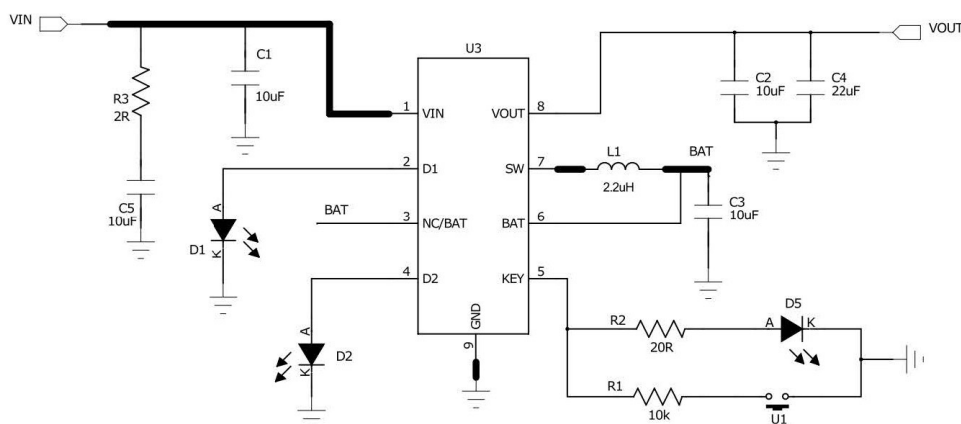 VIN
VOUT
U3
C1
10uF
R3
2R
C5
10uF
1
VIN
VOUT
8
C2
10uF
C4
22uF
2
D1
SW
7
L1
2.2uH
BAT
BAT
3
NC/BAT
BAT
6
C3
10uF
A
D1
K
4
D2
KEY
5
A
K
D2
GND
9
R2
20R
A
D5
K
R1
10k
U1